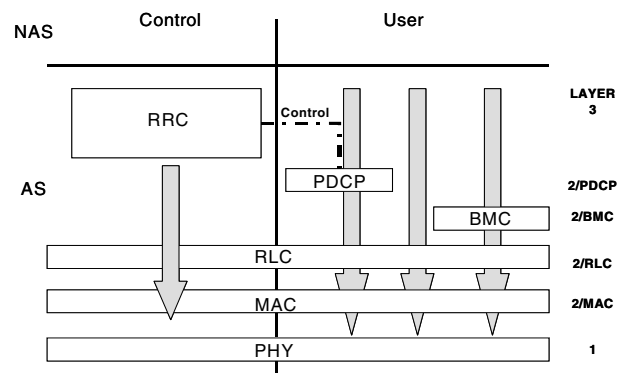 Control
User
NAS
LAYER
3
Control
RRC
AS
PDCP
2/PDCP
BMC
2/BMC
RLC
2/RLC
MAC
2/MAC
PHY
1